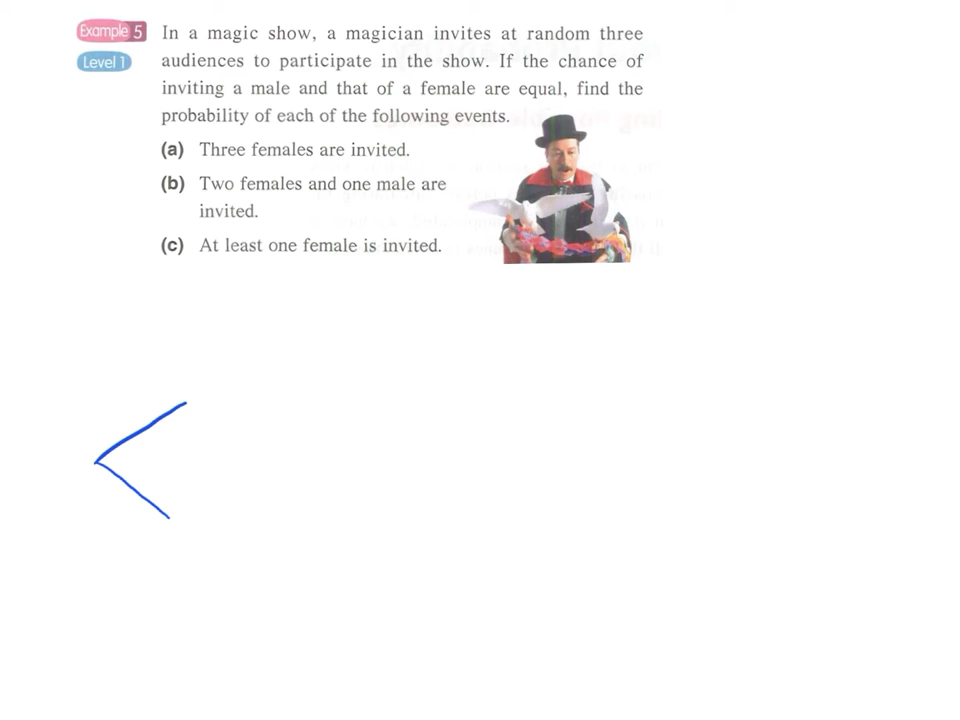 Example 5 In a magic show, a magician invites at random three
Level 1 audiences to participate in the show. If the chance of
inviting a male and that of a female are equal, find the
probability of each of the following events.
(a) Three females are invited.
(b) Two females and one male are
invited.
(c) At least one female is invited.